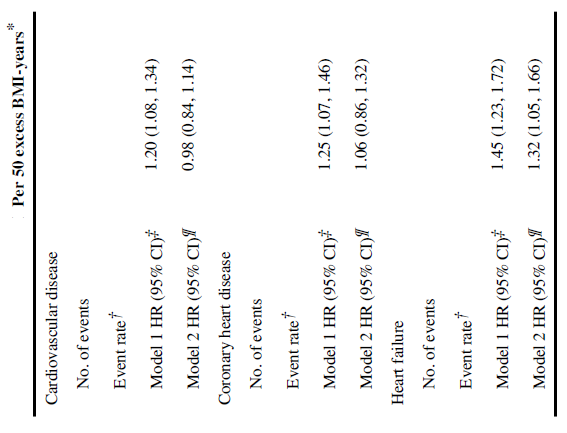 Per 50 excess BMI-years*
Cardiovascular disease
No. of events
Event rate†
Model 1 HR (95% CI)‡ 1.20 (1.08, 1.34)
Model 2 HR (95% CI)¶ 0.98 (0.84, 1.14)
Coronary heart disease
No. of events
Event rate†
Model 1 HR (95% CI)‡ 1.25 (1.07, 1.46)
Model 2 HR (95% CI)¶ 1.06 (0.86, 1.32)
Heart failure
No. of events
Event rate†
Model 1 HR (95% CI)‡ 1.45 (1.23, 1.72)
Model 2 HR (95% CI)¶ 1.32 (1.05, 1.66)